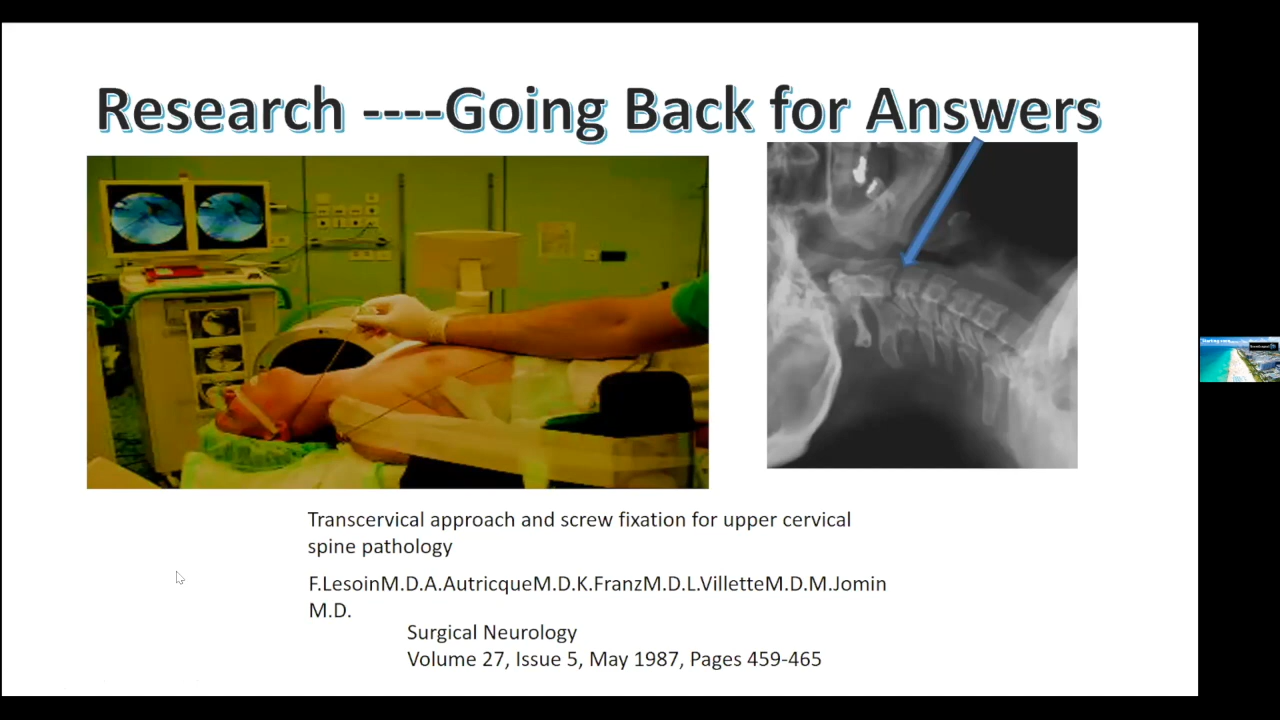 Research ----Going Back for Answers
Transcervical approach and screw fixation for upper cervical
spine pathology
F.LesoinM.D.A.AutricqueM.D.K.FranzM.D.L.VilletteM.D.M.Jomin
M.D.
Surgical Neurology
Volume 27, Issue 5, May 1987, Pages 459-465